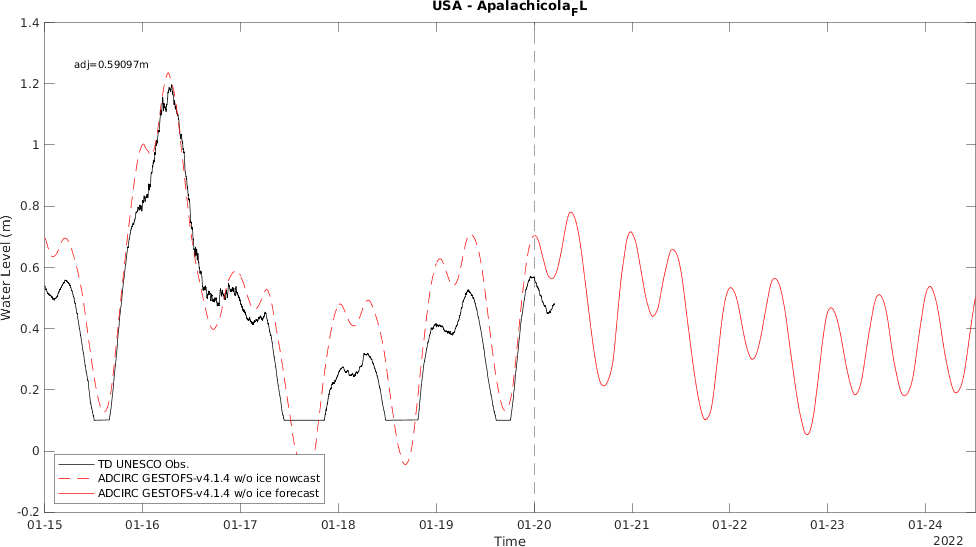 USA - ApalachicolaFL
adj=0.59097m
1.4
1.2
1
0.8
0.6
0.4
0.2
0
-0.2
Water Level (m)
TD UNESCO Obs.
ADCIRC GESTOFS-v4.1.4 w/o ice nowcast
ADCIRC GESTOFS-v4.1.4 w/o ice forecast
01-15 01-16 01-17 01-18 01-19 01-20 01-21 01-22 01-23 01-24
Time
2022